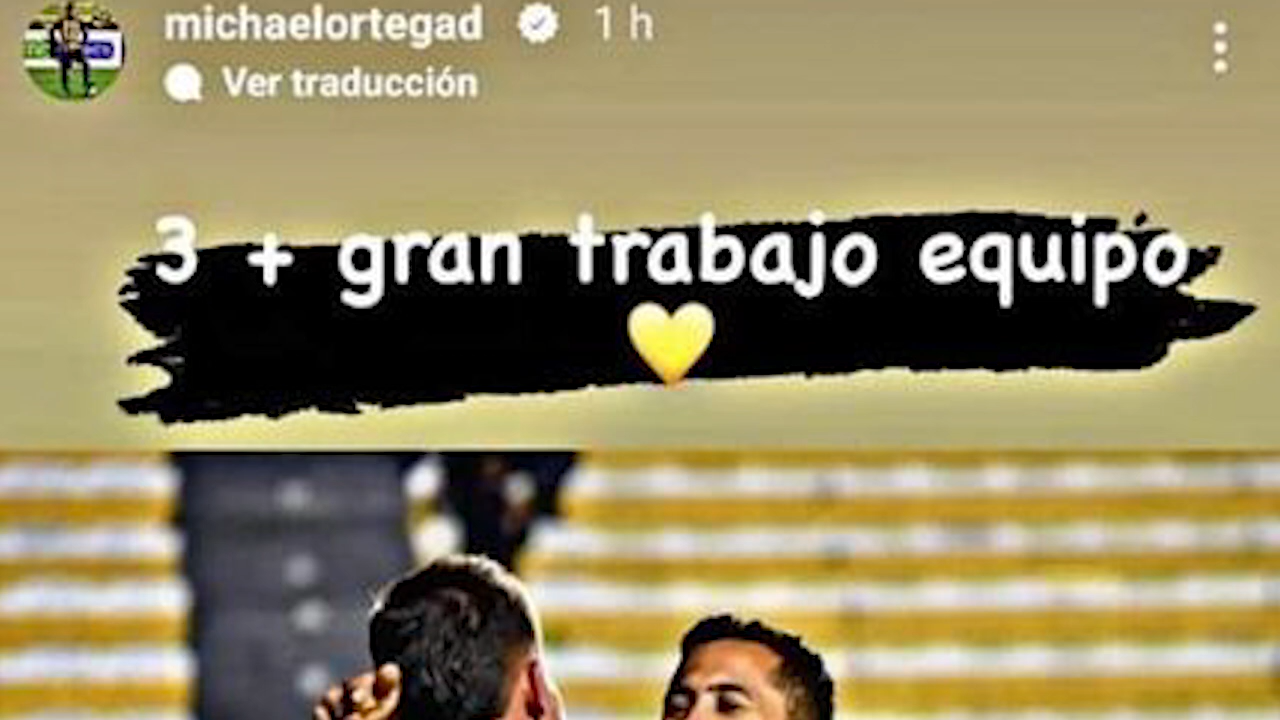 michaelortegad 1 h
Ver traducción
3 + gran trabajo equipo